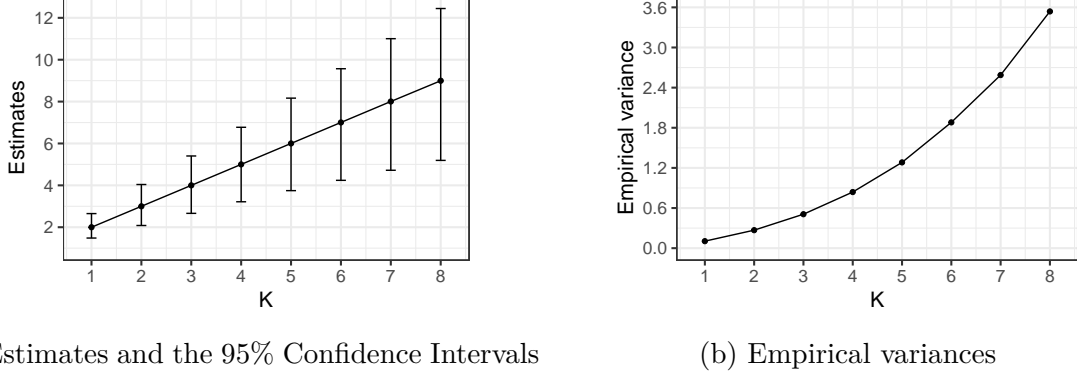 12
10
8
6
4
2
Estimates
1 2 3 4 5 6 7 8
K
3.6
3.0
2.4
1.8
1.2
0.6
0.0
Empirical variance
1 2 3 4 5 6 7 8
K
and the 95% Confidence Intervals
(b) Empirical variances